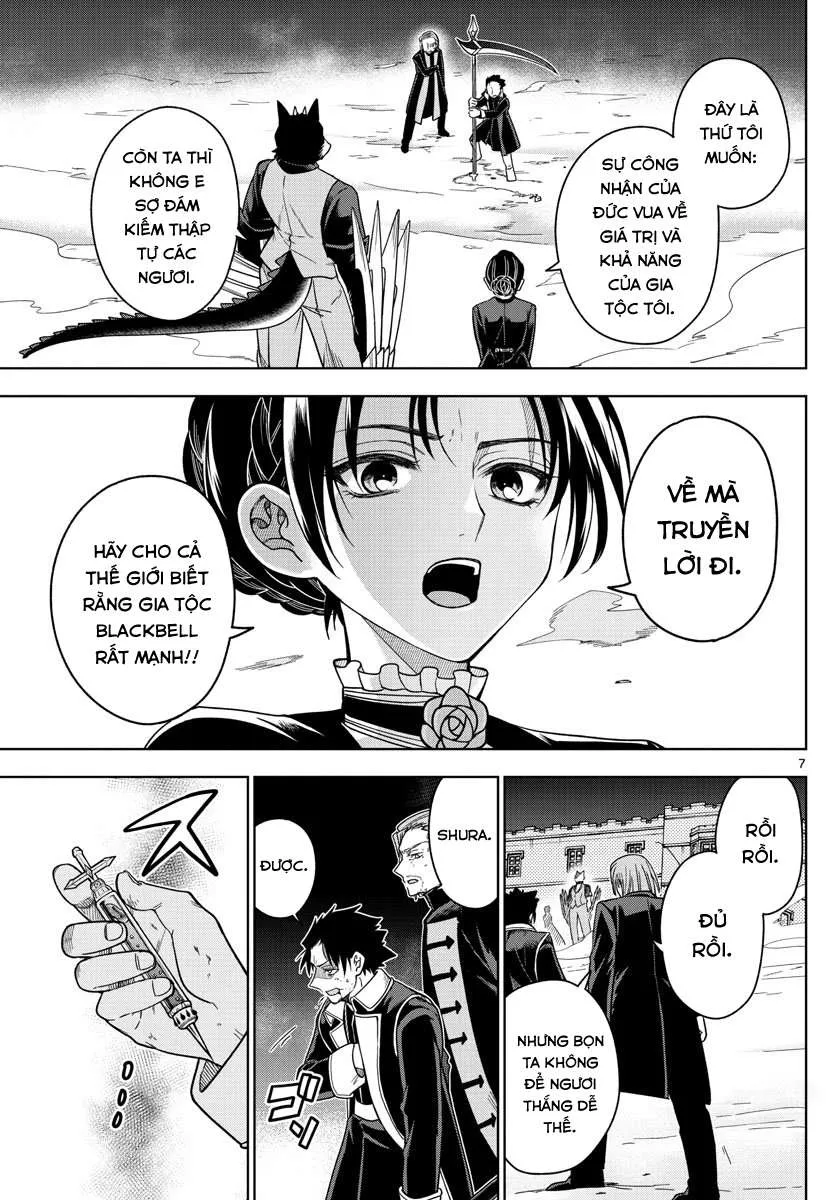 ĐÂY LÀ
THỨ TÔI
MUỐN:
SỰ CÔNG
NHẬN CỦA
ĐỨC VUA VỀ
GIÁ TRỊ VÀ
KHẢ NĂNG
CỦA GIA
TỘC TÔI.
CÒN TA THÌ
KHÔNG E
SỢ ĐÁM
KIẾM THẬP
TỰ CÁC
NGƯƠI.
VỀ MÀ
TRUYỀN
LỜI ĐI.
HÃY CHO CẢ
THẾ GIỚI BIẾT
RẰNG GIA TỘC
BLACKBELL
RẤT MẠNH!!
7
RỒI
RỒI.
ĐỦ
RỒI.
NHƯNG BỌN
TA KHÔNG
ĐỂ NGƯƠI
THẮNG DỄ
THẾ.
SHURA.
ĐƯỢC.
ゴン